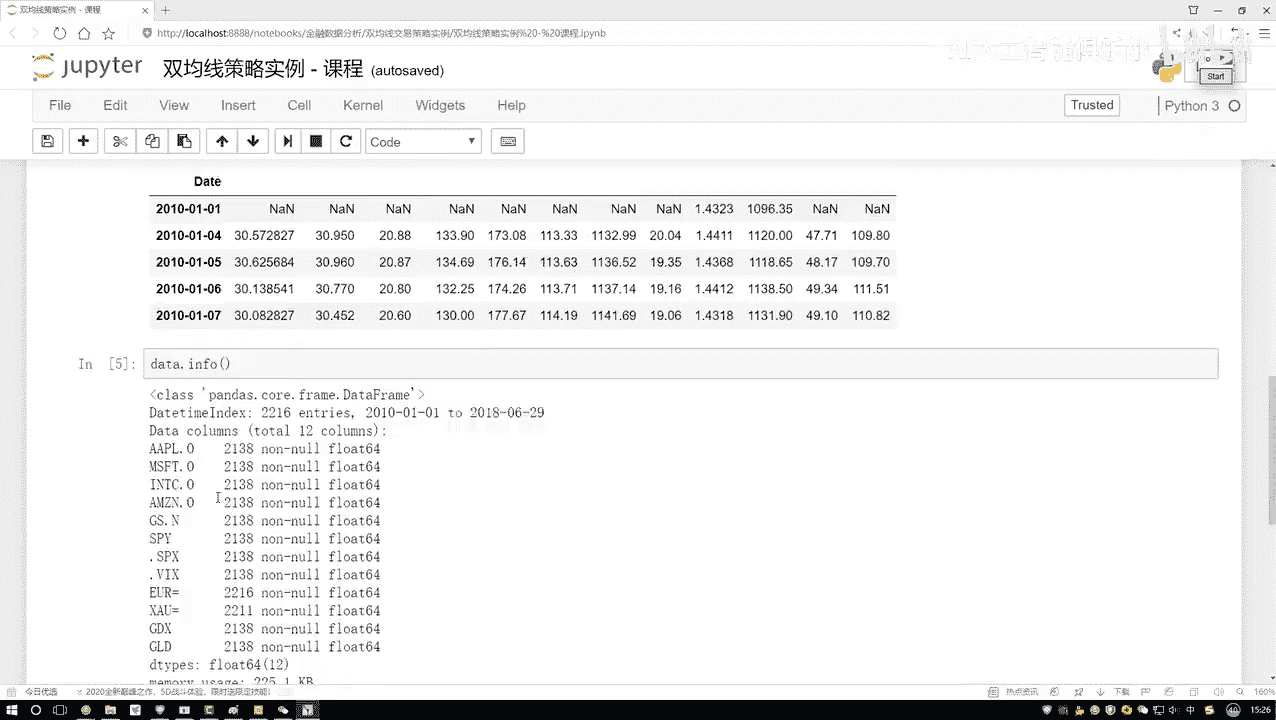 双均线策略实例 - 课程
http://localhost:8888/notebooks/金融数据分析/双均线交易策略实例/双均线策略实例%20-%20课程.ipynb
jupyter 双均线策略实例 - 课程 (autosaved)
Start
File Edit View Insert Cell Kernel Widgets Help
Trusted Python 3
Code
Date
2010-01-01 NaN NaN NaN NaN NaN NaN NaN NaN 1.4323 1096.35 NaN NaN
2010-01-04 30.572827 30.950 20.88 133.90 173.08 113.33 1132.99 20.04 1.4411 1120.00 47.71 109.80
2010-01-05 30.625684 30.960 20.87 134.69 176.14 113.63 1136.52 19.35 1.4368 1118.65 48.17 109.70
2010-01-06 30.138541 30.770 20.80 132.25 174.26 113.71 1137.14 19.16 1.4412 1138.50 49.34 111.51
2010-01-07 30.082827 30.452 20.60 130.00 177.67 114.19 1141.69 19.06 1.4318 1131.90 49.10 110.82
In [5]: data.info()
<class 'pandas.core.frame.DataFrame'>
DatetimeIndex: 2216 entries, 2010-01-01 to 2018-06-29
Data columns (total 12 columns):
AAPL.O 2138 non-null float64
MSFT.O 2138 non-null float64
INTC.O 2138 non-null float64
AMZN.O 2138 non-null float64
GS.N 2138 non-null float64
SPY 2138 non-null float64
.SPX 2138 non-null float64
.VIX 2138 non-null float64
EUR= 2216 non-null float64
XAU= 2211 non-null float64
GDX 2138 non-null float64
GLD 2138 non-null float64
dtypes: float64(12)
memory usage: 225.1 KB
今日优选 2020全新巅峰之作，5D战斗体验，限时送限定技能！ 热点资讯 下载 160%
中 15:26